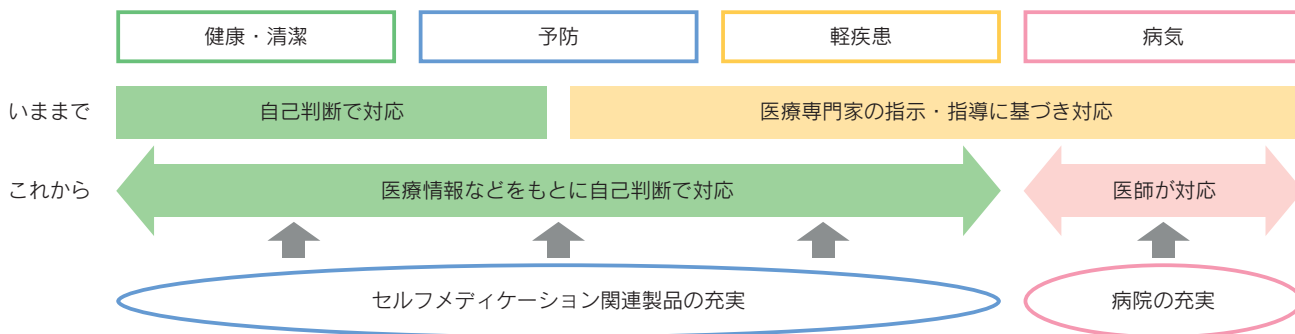 健康・清潔
予防
軽疾患
病気
いままで
自己判断で対応
医療専門家の指示・指導に基づき対応
これから
医療情報などをもとに自己判断で対応
医師が対応
セルフメディケーション関連製品の充実
病院の充実